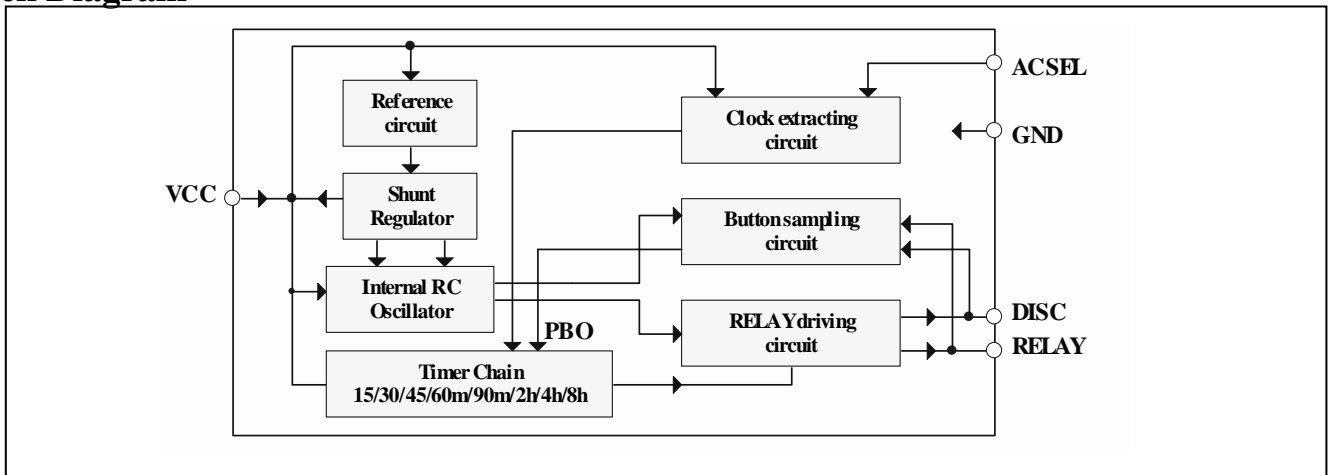 Diagram
ACSEL
Reference
circuit
Clock extracting
circuit
GND
VCC
Shunt
Regulator
Button sampling
circuit
Internal RC
Oscillator
PBO
RELAY driving
circuit
DISC
RELAY
Timer Chain
15/30/45/60m/90m/2h/4h/8h